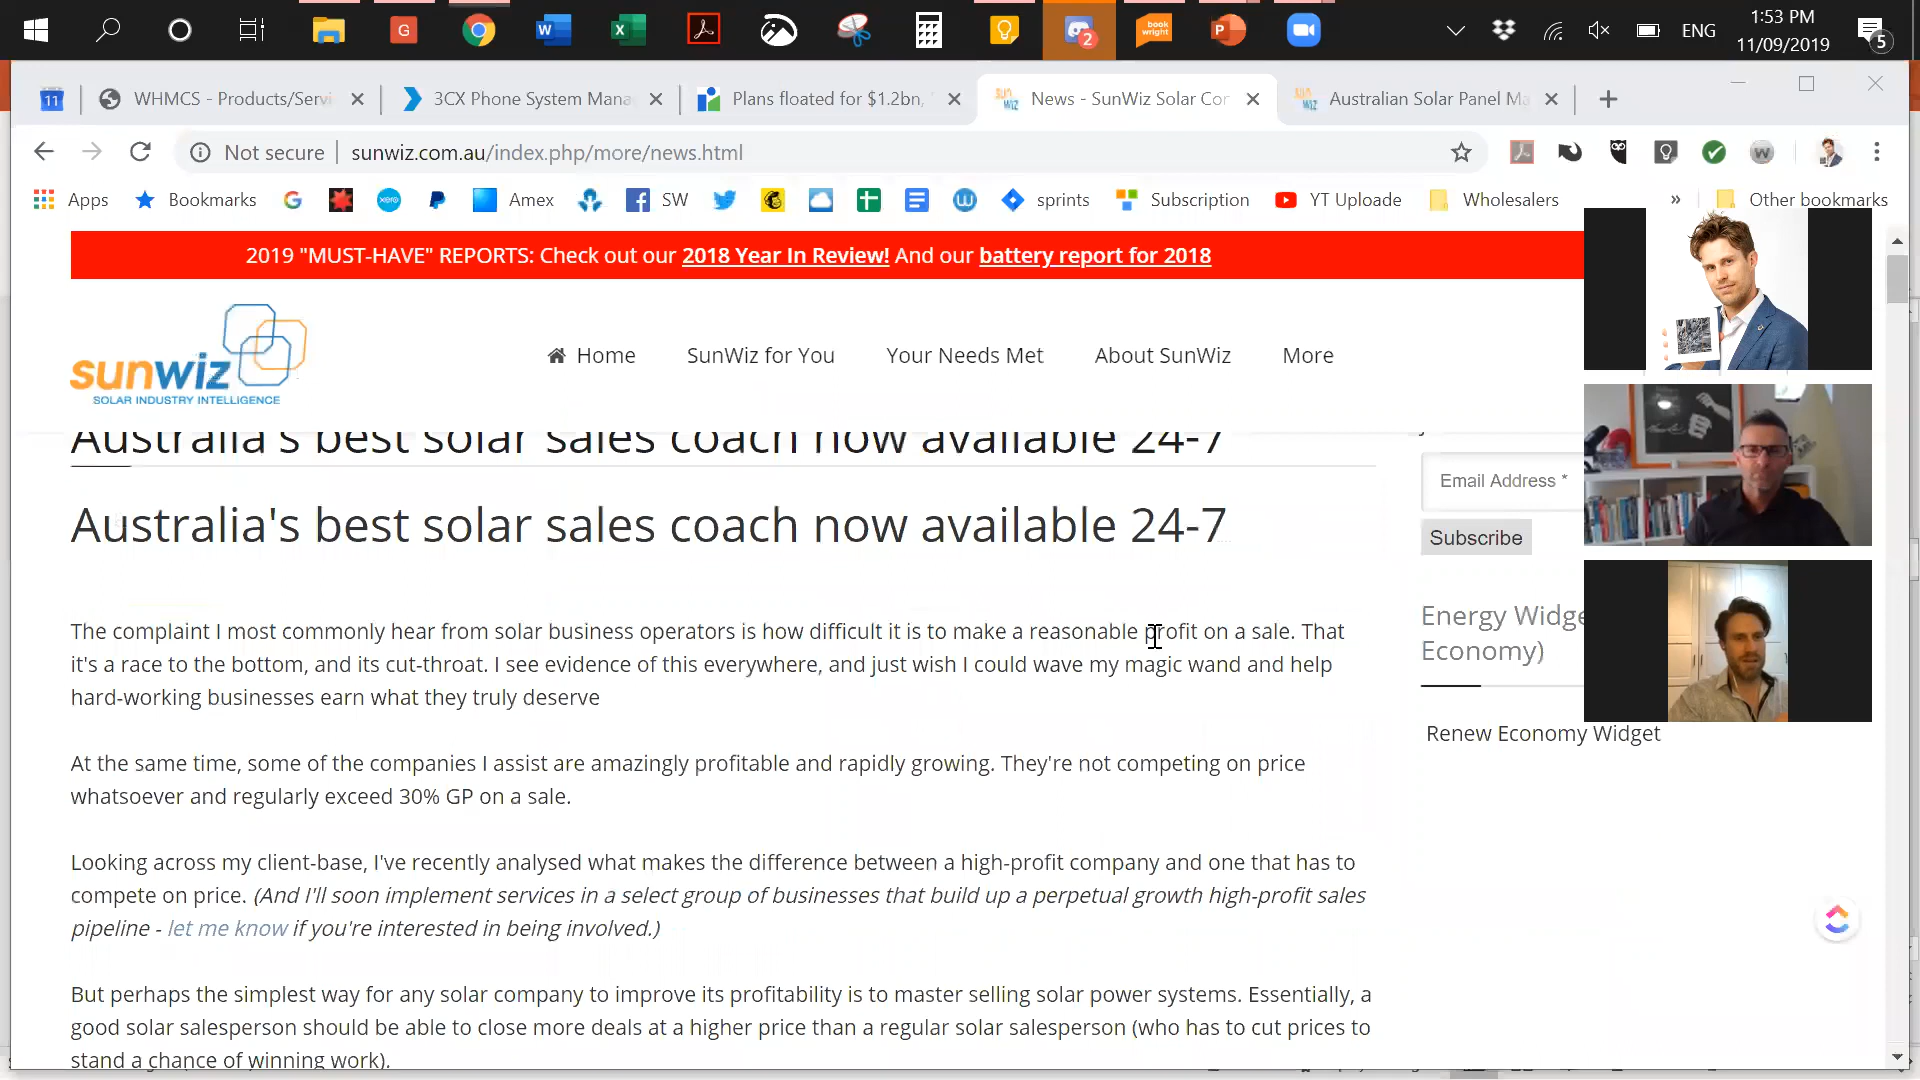 2
book
wright
ENG
1:53 PM
11/09/2019
5
11
WHMCS - Products/Servi
3CX Phone System Mana
Plans floated for $1.2bn,
News - SunWiz Solar Cor
Australian Solar Panel Ma
Not secure
sunwiz.com.au/index.php/more/news.html
Apps
Bookmarks
Amex
SW
sprints
Subscription
YT Uploade
Wholesalers
»
Other bookmarks
2019 "MUST-HAVE" REPORTS: Check out our 2018 Year In Review! And our battery report for 2018
sunwiz
SOLAR INDUSTRY INTELLIGENCE
Home
SunWiz for You
Your Needs Met
About SunWiz
More
Australia's best solar sales coach now available 24-7
Australia's best solar sales coach now available 24-7
The complaint I most commonly hear from solar business operators is how difficult it is to make a reasonable profit on a sale. That
it's a race to the bottom, and its cut-throat. I see evidence of this everywhere, and just wish I could wave my magic wand and help
hard-working businesses earn what they truly deserve
At the same time, some of the companies I assist are amazingly profitable and rapidly growing. They're not competing on price
whatsoever and regularly exceed 30% GP on a sale.
Looking across my client-base, I've recently analysed what makes the difference between a high-profit company and one that has to
compete on price. (And I'll soon implement services in a select group of businesses that build up a perpetual growth high-profit sales
pipeline - let me know if you're interested in being involved.)
But perhaps the simplest way for any solar company to improve its profitability is to master selling solar power systems. Essentially, a
good solar salesperson should be able to close more deals at a higher price than a regular solar salesperson (who has to cut prices to
stand a chance of winning work).
Email Address *
Subscribe
Energy Widge
Economy)
Renew Economy Widget